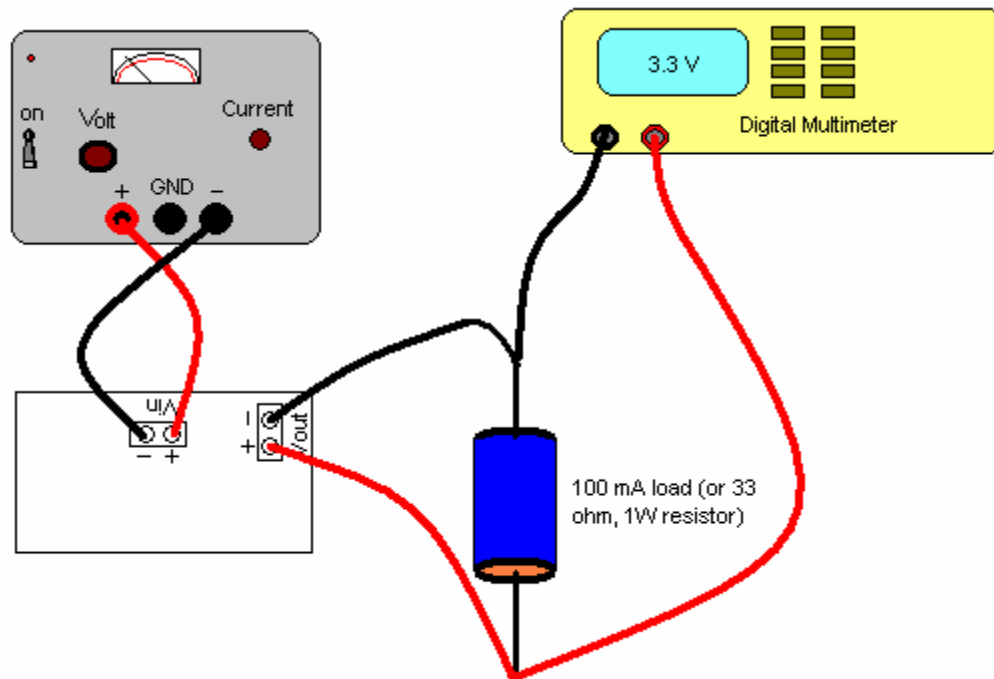 on
Volt
Current
+ GND −
3.3 V
Digital Multimeter
Vin
− +
−
+
Vout
100 mA load (or 33
ohm, 1W resistor)